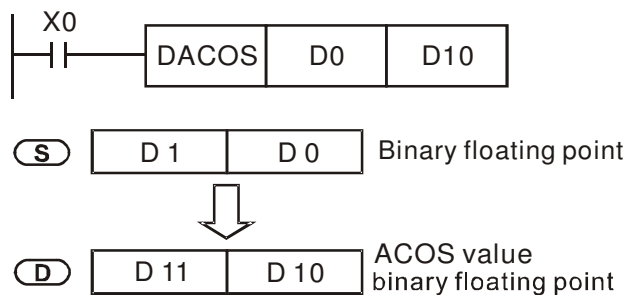 X0
DACOS D0 D10
S D 1 D 0 Binary floating point
ACOS value
D D 11 D 10 binary floating point